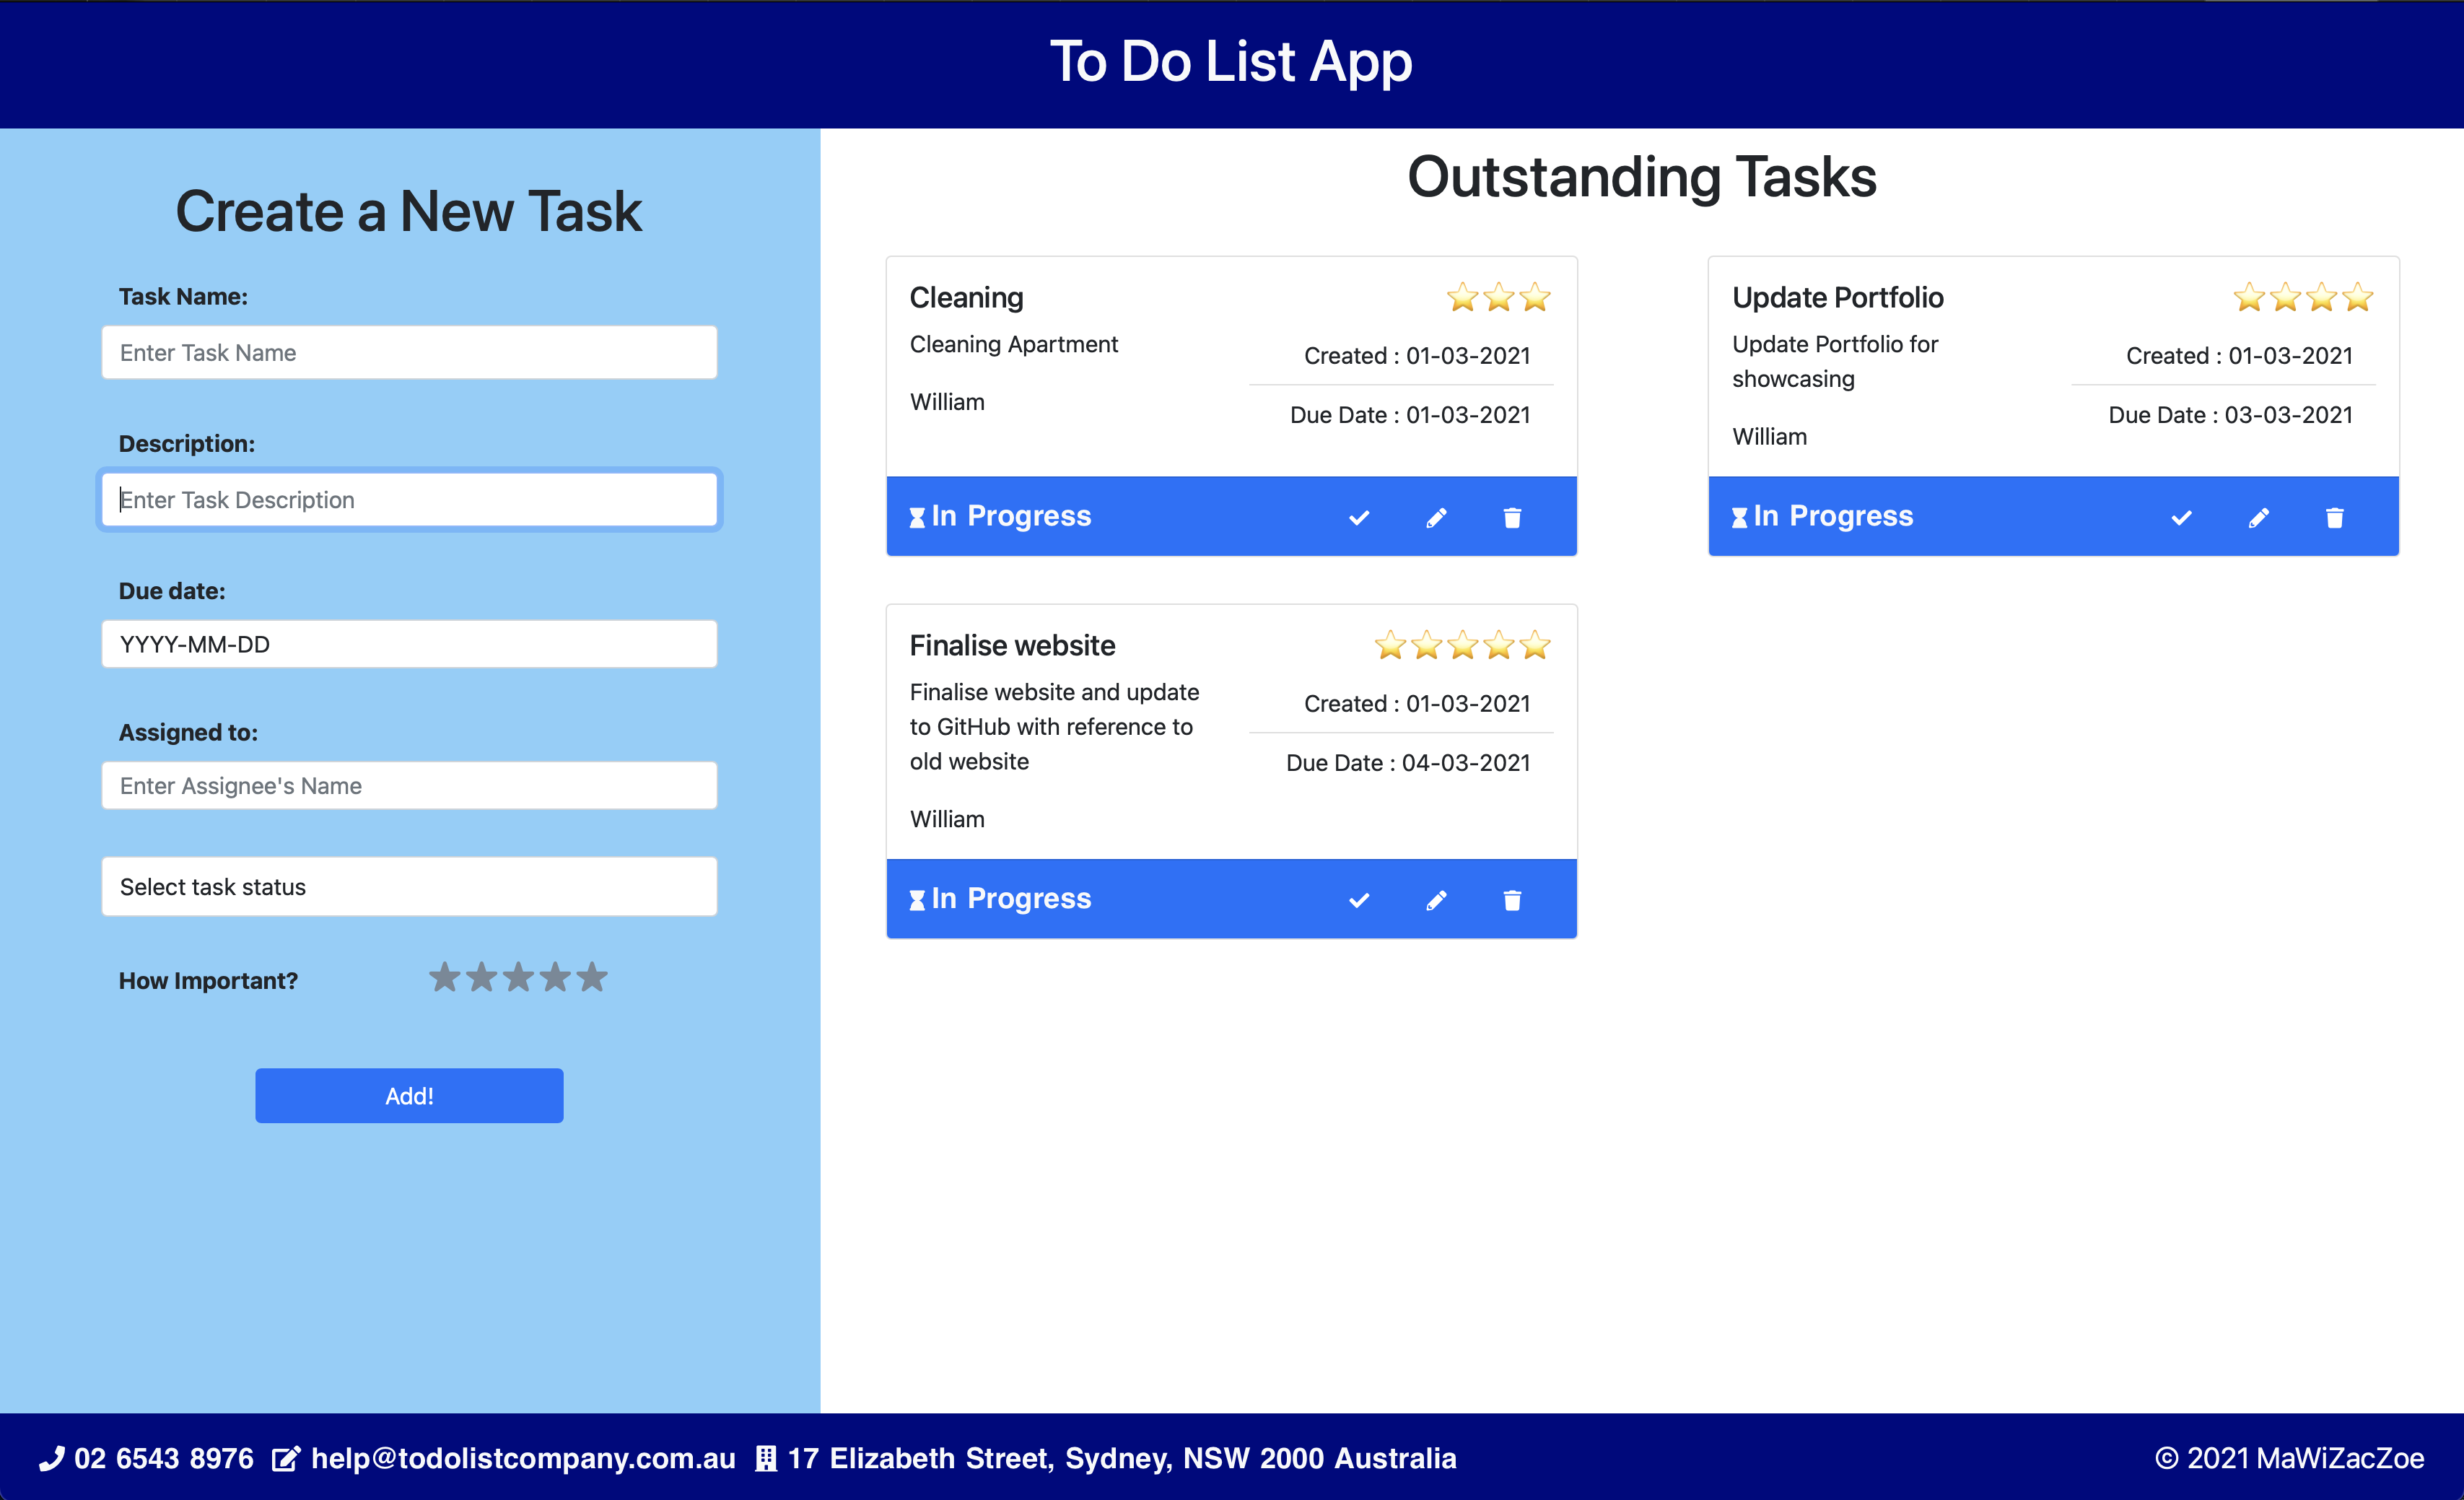 To Do List App
Create a New Task
Task Name:
Enter Task Name
Description:
Enter Task Description
Due date:
YYYY-MM-DD
Assigned to:
Enter Assignee's Name
Select task status
How Important?
Add!
Outstanding Tasks
Cleaning
Cleaning Apartment
William
Created : 01-03-2021
Due Date : 01-03-2021
In Progress
Update Portfolio
Update Portfolio for
showcasing
William
Created : 01-03-2021
Due Date : 03-03-2021
In Progress
Finalise website
Finalise website and update
to GitHub with reference to
old website
William
Created : 01-03-2021
Due Date : 04-03-2021
In Progress
02 6543 8976 help@todolistcompany.com.au 17 Elizabeth Street, Sydney, NSW 2000 Australia
© 2021 MaWiZacZoe